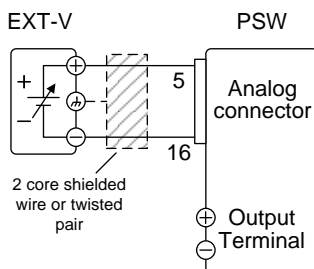 EXT-V
PSW
+
−
+
−
5
16
Analog
connector
2 core shielded
wire or twisted
pair
+
−
Output
Terminal